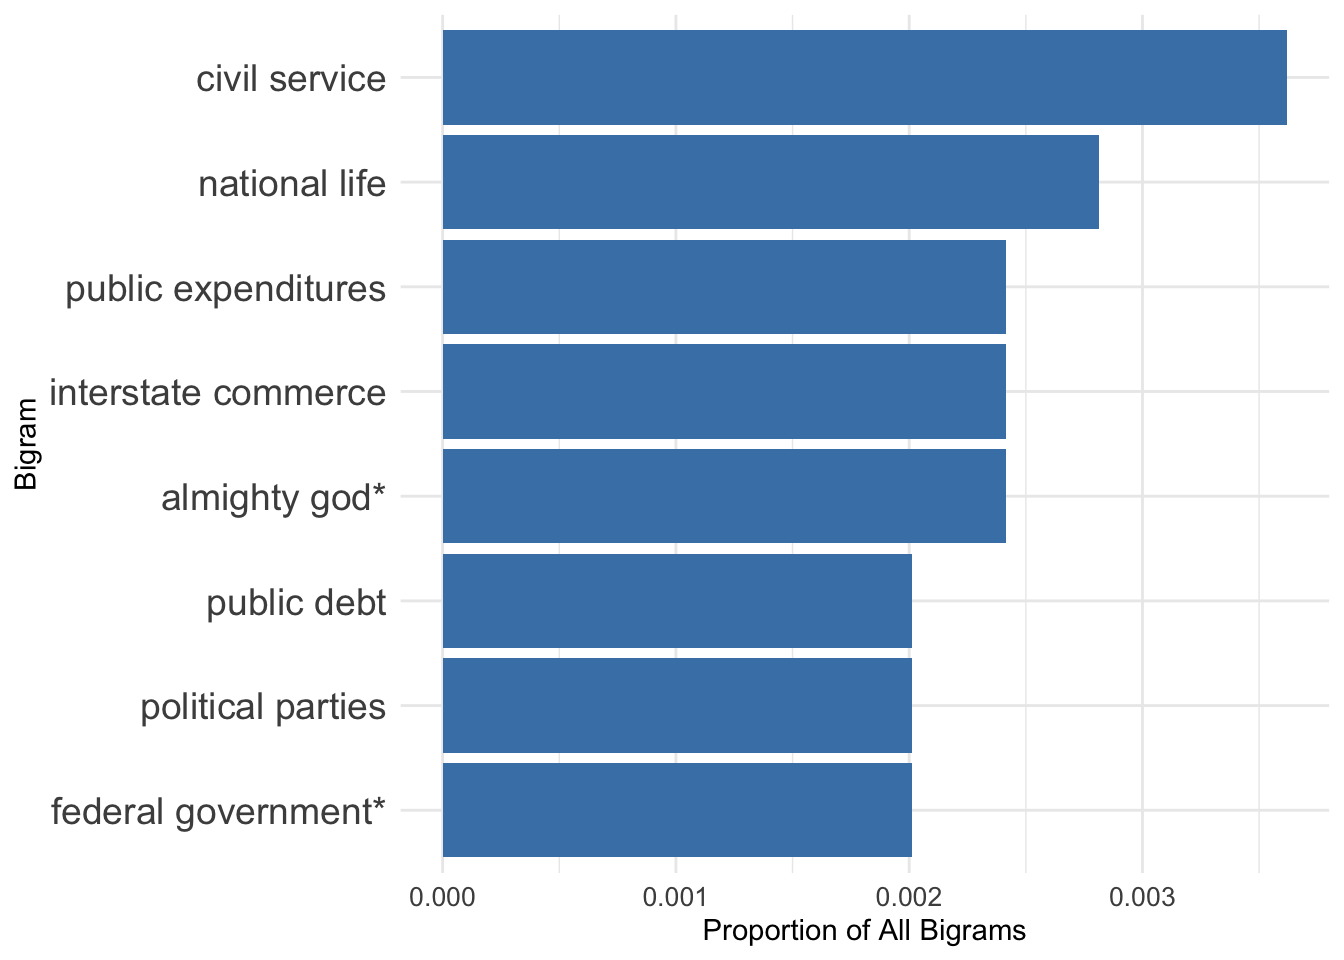 civil service
national life
public expenditures
interstate commerce
almighty god*
public debt
political parties
federal government*
Bigram
0.000 0.001 0.002 0.003
Proportion of All Bigrams